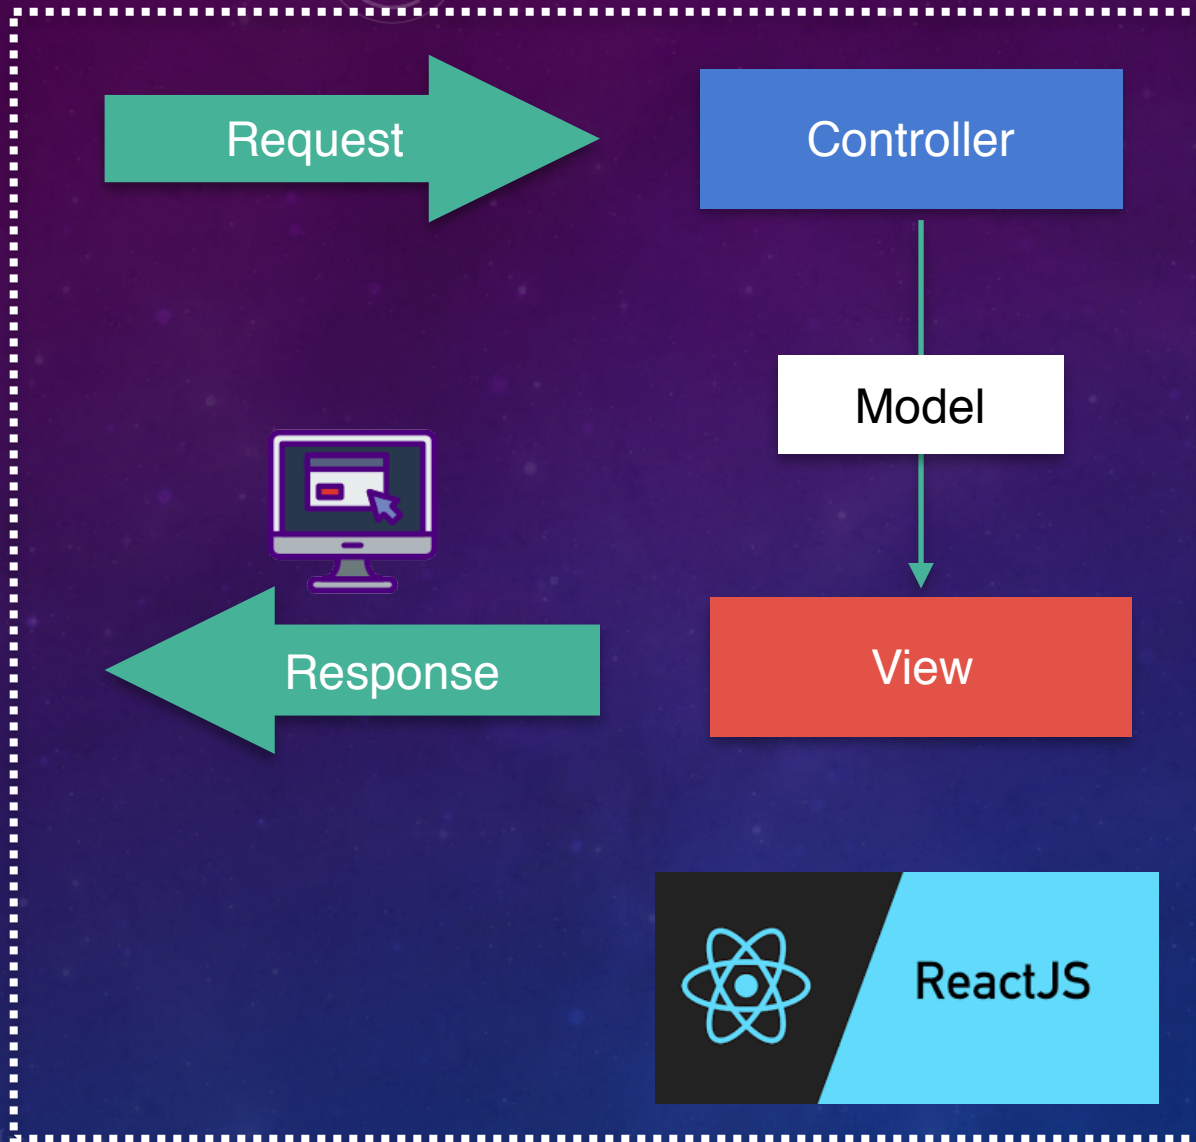 Request
Controller
Model
Response
View
ReactJS